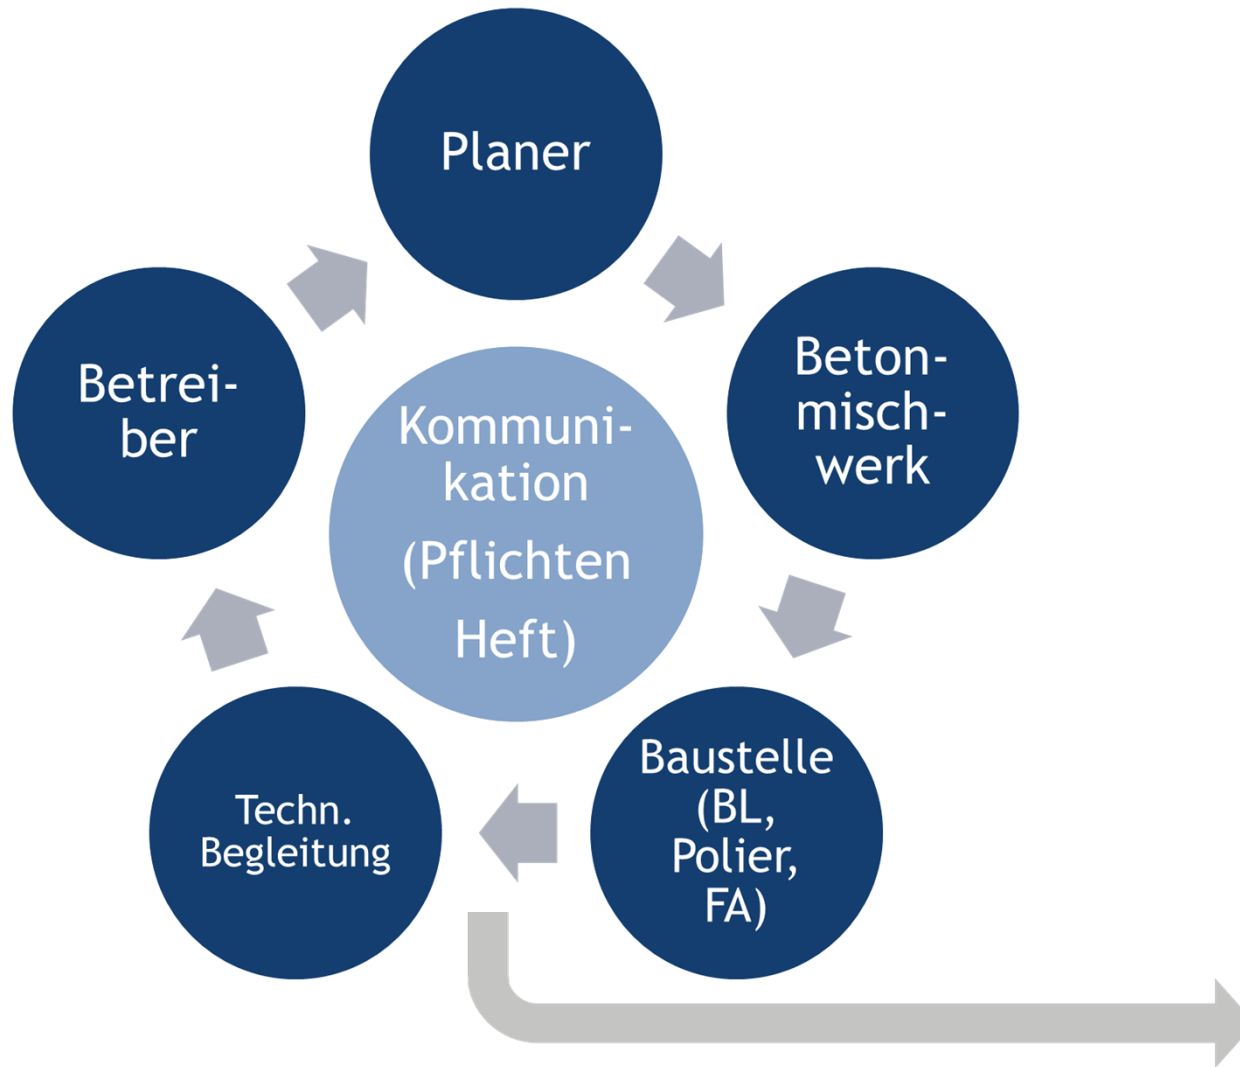 Planer
Beton-
misch-
werk
Baustelle
(BL,
Polier,
FA)
Techn.
Begleitung
Betrei-
ber
Kommuni-
kation
(Pflichten
Heft)